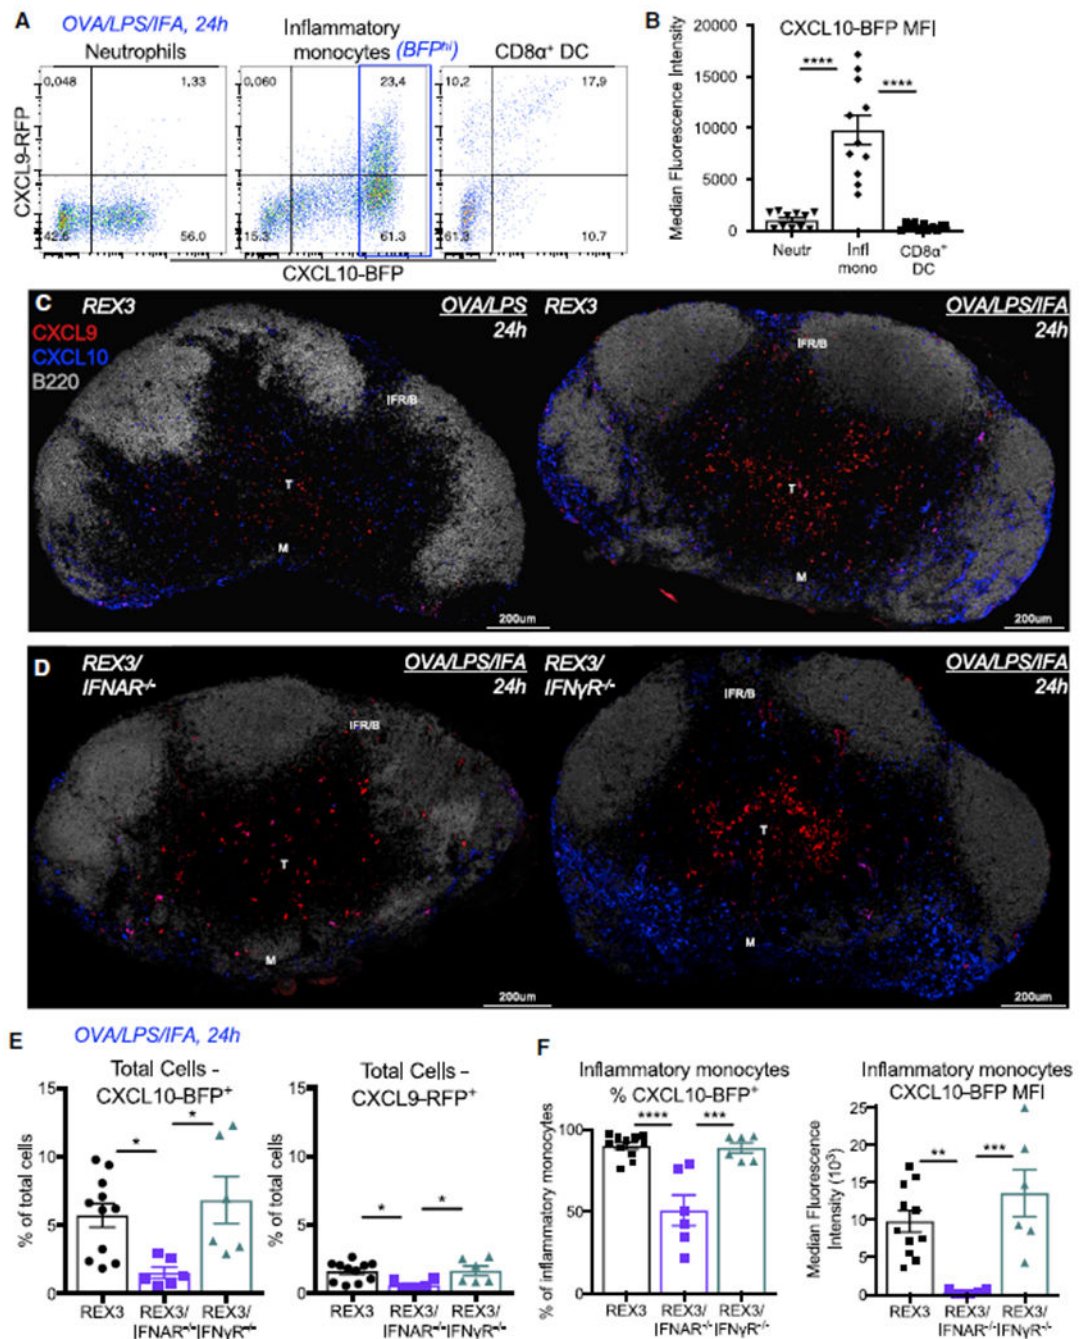 A
OVA/LPS/IFA, 24h
Neutrophils
Inflammatory
monocytes (BFPhi)
CD8α+ DC
0.048
1.33
0.060
23.4
10.2
17.9
42.6
56.0
15.3
61.3
61.3
10.7
CXCL9-RFP
CXCL10-BFP
B
CXCL10-BFP MFI
Median Fluorescence Intensity
20000
15000
10000
5000
0
****
****
Neutr
Infl
mono
CD8α+
DC
C
REX3
OVA/LPS
24h
CXCL9
CXCL10
B220
IFR/B
T
M
200um
REX3
OVA/LPS/IFA
24h
IFR/B
T
M
200um
D
REX3/
IFNAR-/-
OVA/LPS/IFA
24h
IFR/B
T
M
200um
REX3/
IFNγR-/-
OVA/LPS/IFA
24h
IFR/B
T
M
200um
E
OVA/LPS/IFA, 24h
Total Cells -
CXCL10-BFP+
% of total cells
15
10
5
0
*
*
REX3
REX3/
IFNAR-/-
REX3/
IFNγR-/-
Total Cells -
CXCL9-RFP+
% of total cells
15
10
5
0
*
*
REX3
REX3/
IFNAR-/-
REX3/
IFNγR-/-
F
Inflammatory monocytes
% CXCL10-BFP+
% of inflammatory monocytes
100
50
0
****
***
REX3
REX3/
IFNAR-/-
REX3/
IFNγR-/-
Inflammatory monocytes
CXCL10-BFP MFI
Median Fluorescence
Intensity (103)
25
20
15
10
5
0
**
***
REX3
REX3/
IFNAR-/-
REX3/
IFNγR-/-